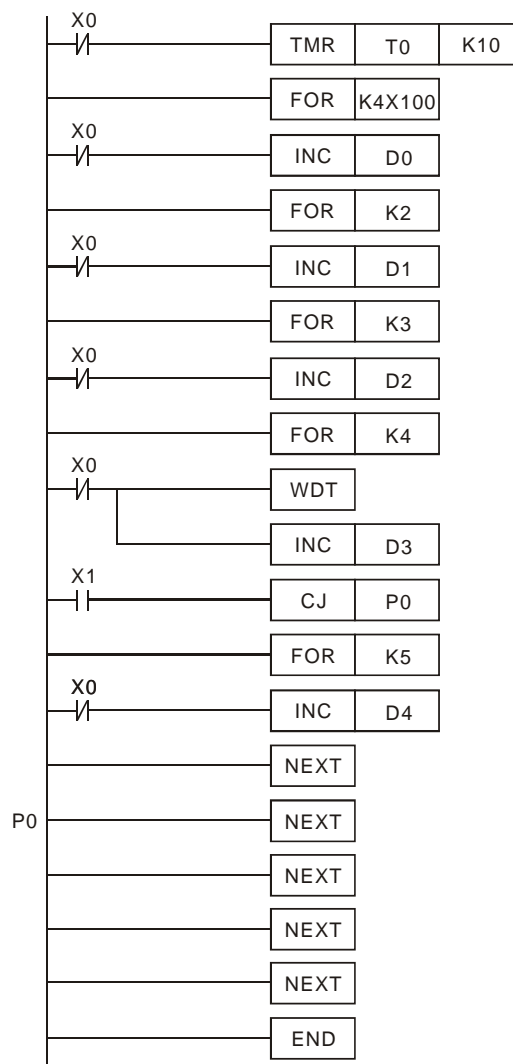 X0
TMR T0 K10
FOR K4X100
X0
INC D0
FOR K2
X0
INC D1
FOR K3
X0
INC D2
FOR K4
X0
WDT
INC D3
X1
CJ P0
FOR K5
X0
INC D4
NEXT
P0 NEXT
NEXT
NEXT
NEXT
END